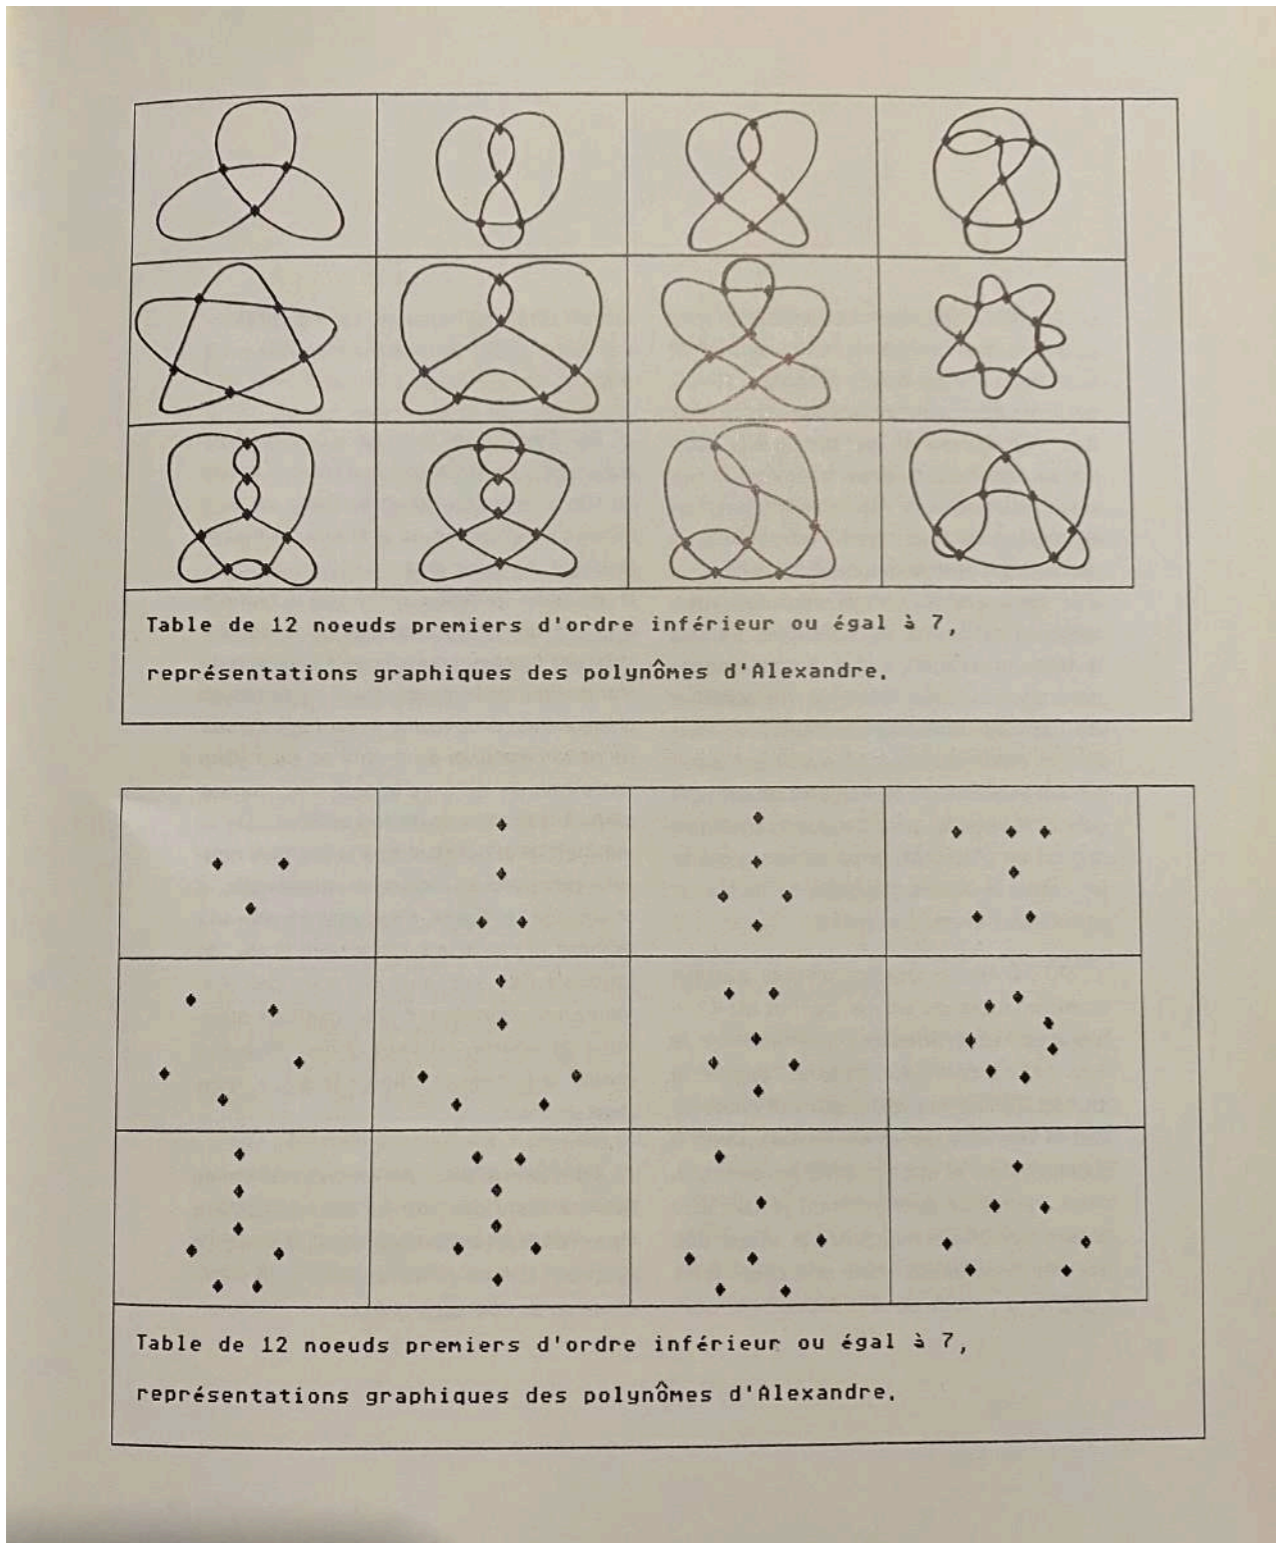 Table de 12 noeuds premiers d'ordre inférieur ou égal à 7,
représentations graphiques des polynômes d'Alexandre.
Table de 12 noeuds premiers d'ordre inférieur ou égal à 7,
représentations graphiques des polynômes d'Alexandre.